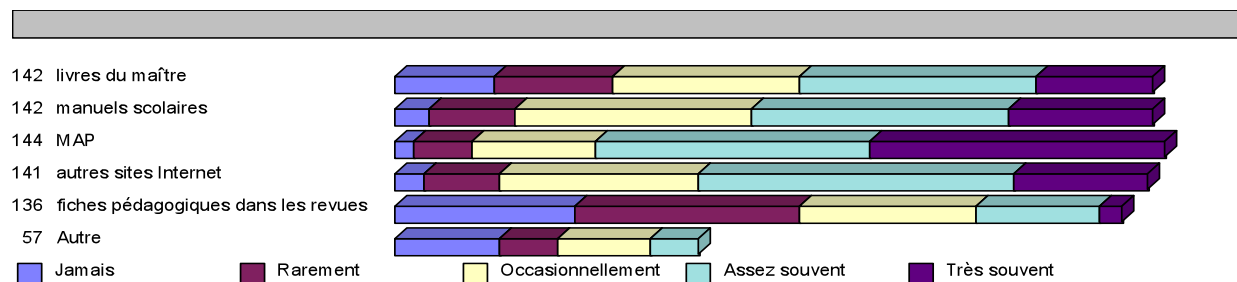 142 livres du maître
142 manuels scolaires
144 MAP
141 autres sites Internet
136 fiches pédagogiques dans les revues
57 Autre
Jamais Rarement Occasionnellement Assez souvent Très souvent